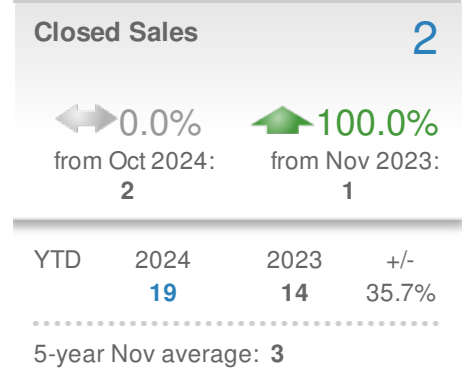 Closed Sales 2
0.0% 100.0%
from Oct 2024: from Nov 2023:
2 1
YTD 2024 2023 +/-
19 14 35.7%
5-year Nov average: 3